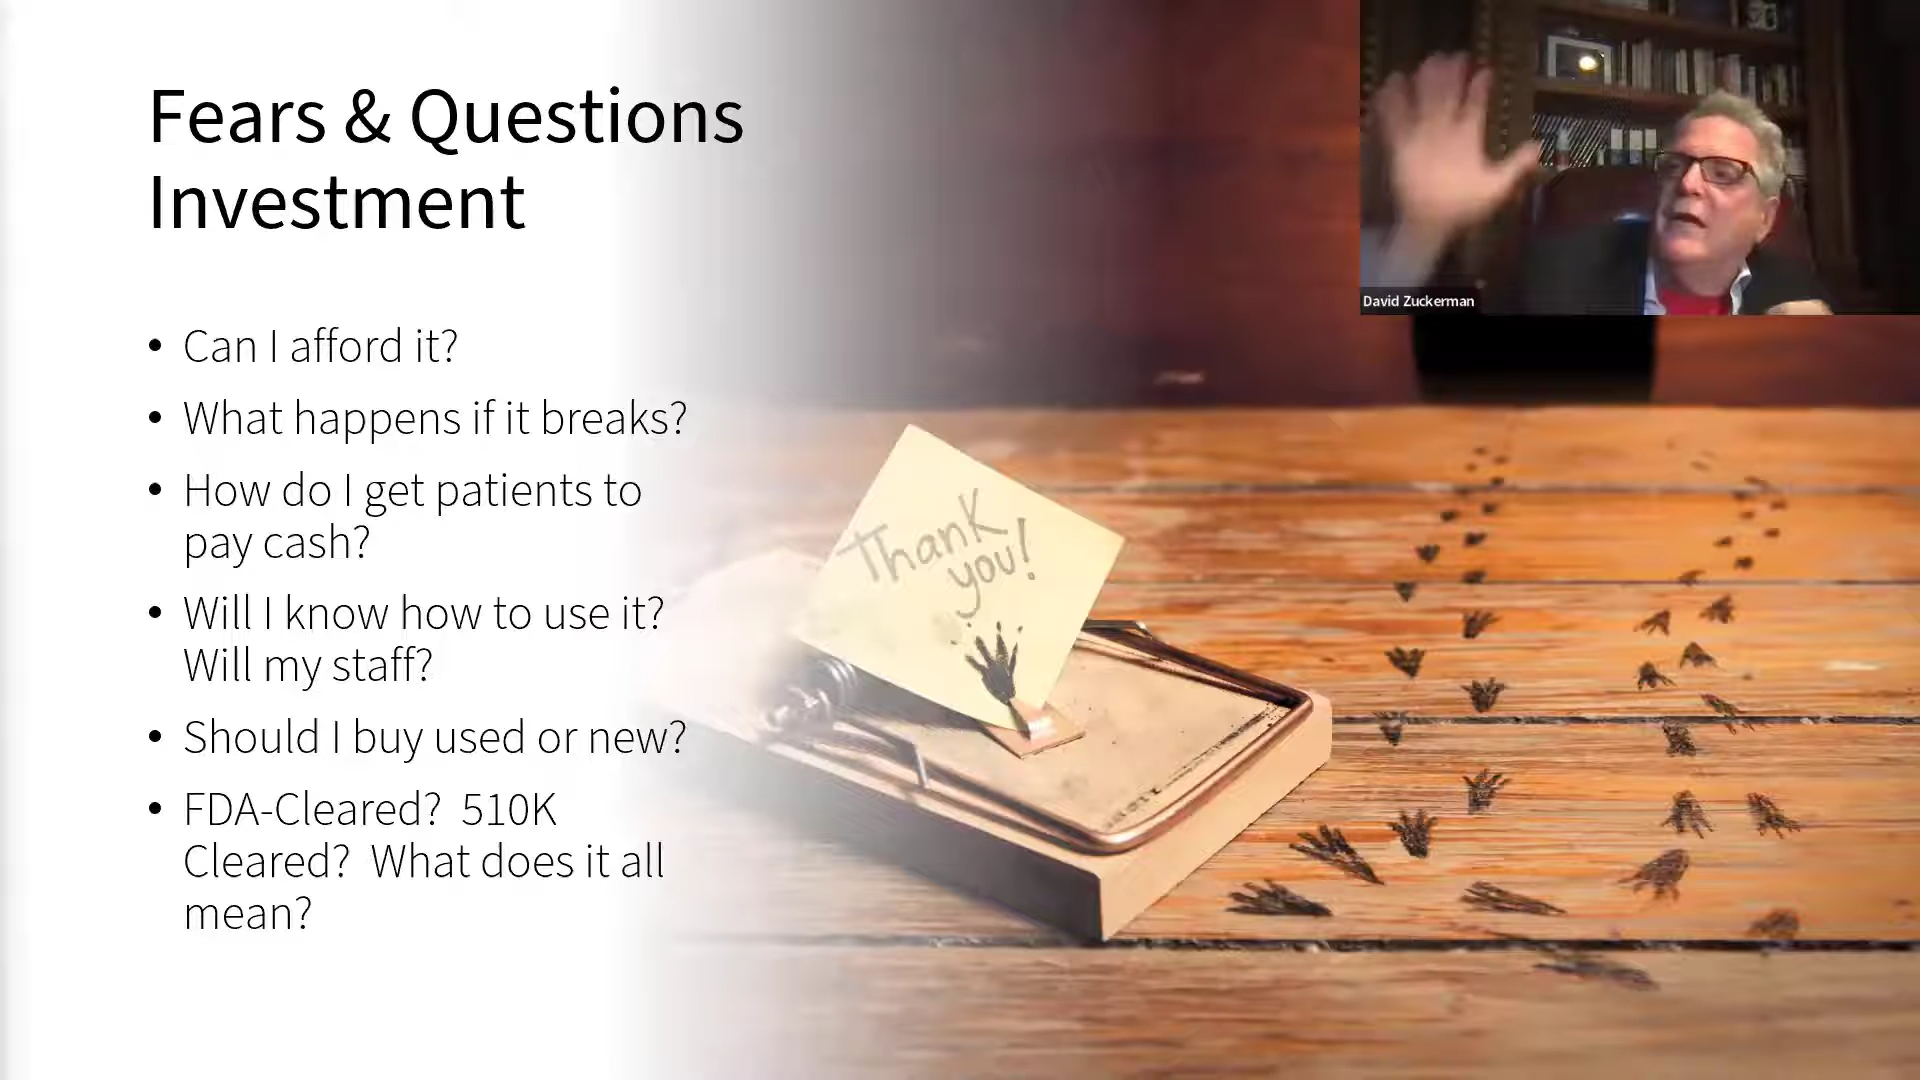 Fears & Questions
Investment
• Can I afford it?
• What happens if it breaks?
• How do I get patients to
pay cash?
• Will I know how to use it?
Will my staff?
• Should I buy used or new?
• FDA-Cleared?  510K
Cleared?  What does it all
mean?
Thank
you!
David Zuckerman